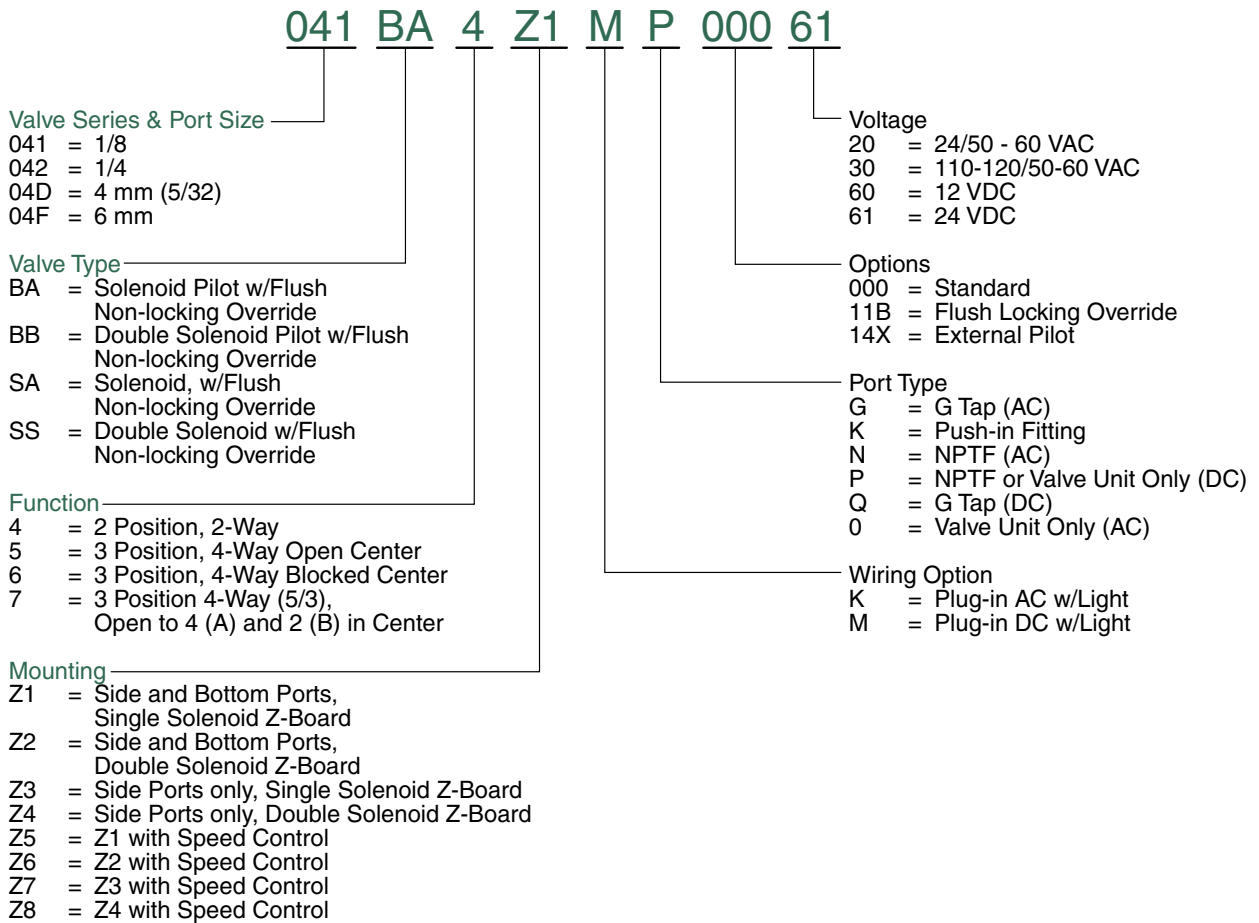 041 BA 4 Z1 M P 000 61
Valve Series & Port Size
041 = 1/8
042 = 1/4
04D = 4 mm (5/32)
04F = 6 mm
Valve Type
BA = Solenoid Pilot w/Flush
Non-locking Override
BB = Double Solenoid Pilot w/Flush
Non-locking Override
SA = Solenoid, w/Flush
Non-locking Override
SS = Double Solenoid w/Flush
Non-locking Override
Function
4 = 2 Position, 2-Way
5 = 3 Position, 4-Way Open Center
6 = 3 Position, 4-Way Blocked Center
7 = 3 Position 4-Way (5/3),
Open to 4 (A) and 2 (B) in Center
Mounting
Z1 = Side and Bottom Ports,
Single Solenoid Z-Board
Z2 = Side and Bottom Ports,
Double Solenoid Z-Board
Z3 = Side Ports only, Single Solenoid Z-Board
Z4 = Side Ports only, Double Solenoid Z-Board
Z5 = Z1 with Speed Control
Z6 = Z2 with Speed Control
Z7 = Z3 with Speed Control
Z8 = Z4 with Speed Control
Voltage
20 = 24/50 - 60 VAC
30 = 110-120/50-60 VAC
60 = 12 VDC
61 = 24 VDC
Options
000 = Standard
11B = Flush Locking Override
14X = External Pilot
Port Type
G = G Tap (AC)
K = Push-in Fitting
N = NPTF (AC)
P = NPTF or Valve Unit Only (DC)
Q = G Tap (DC)
0 = Valve Unit Only (AC)
Wiring Option
K = Plug-in AC w/Light
M = Plug-in DC w/Light